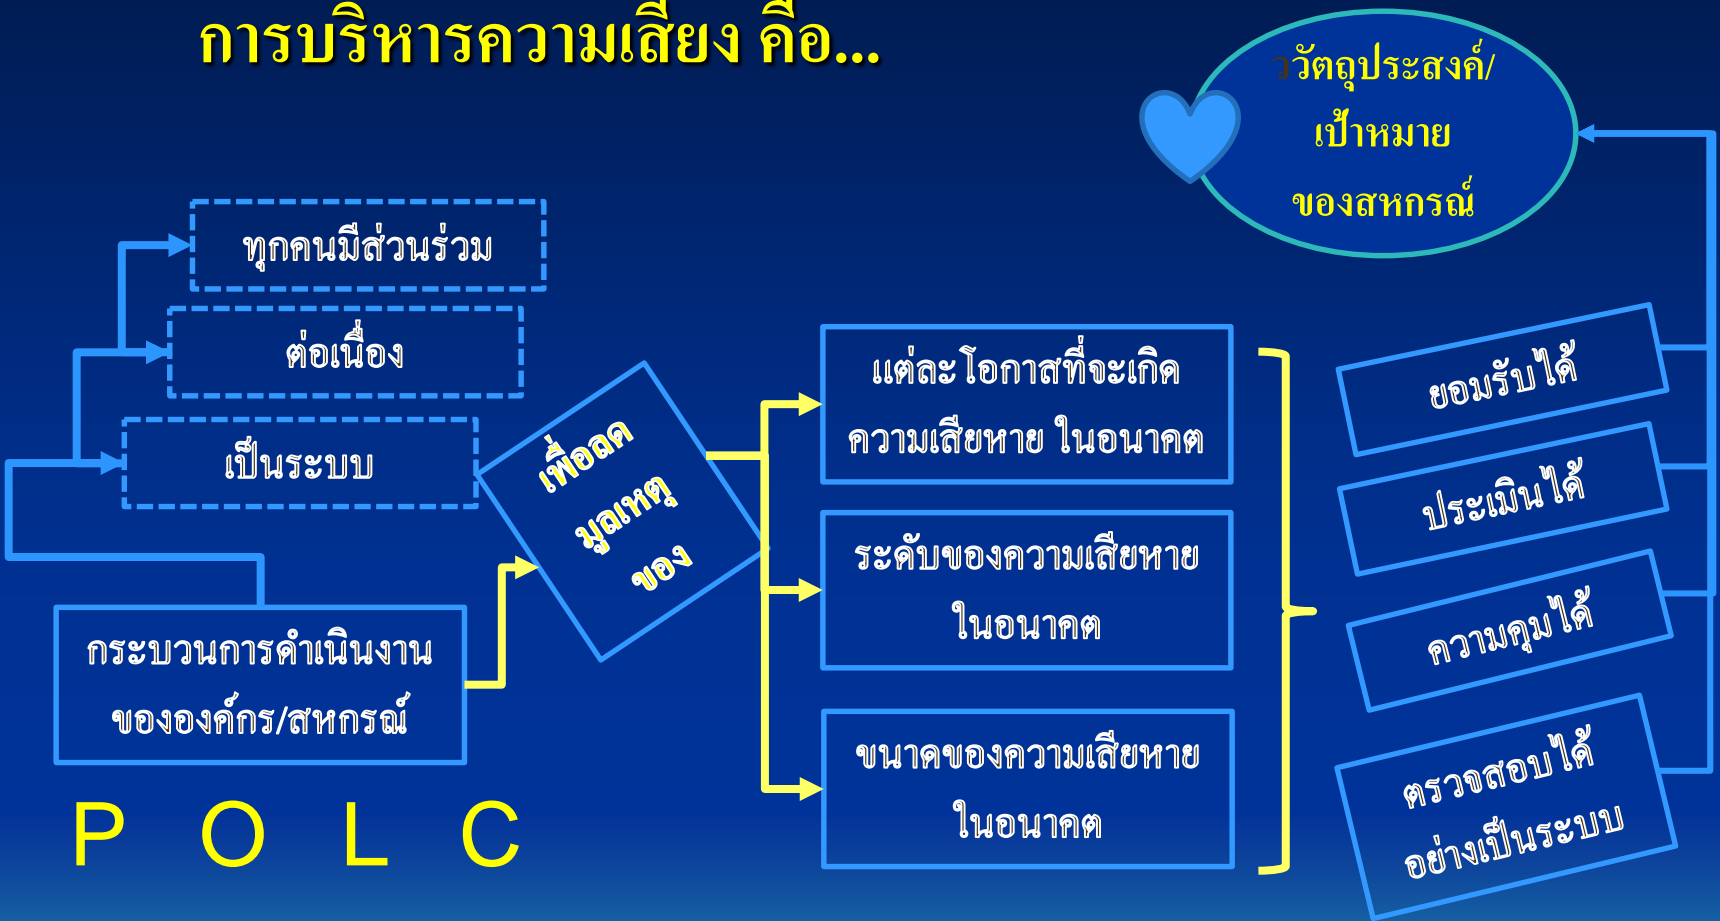 การบริหารความเสี่ยง คือ...
ววัตถุประสงค์/
เป้าหมาย
ของสหกรณ์
ทุกคนมีส่วนร่วม
ต่อเนื่อง
เป็นระบบ
กระบวนการดำเนินงาน
ขององค์กร/สหกรณ์
P O L C
เพื่อลด
มูลเหตุ
ของ
แต่ละโอกาสที่จะเกิด
ความเสียหาย ในอนาคต
ระดับของความเสียหาย
ในอนาคต
ขนาดของความเสียหาย
ในอนาคต
ยอมรับได้
ประเมินได้
ความคุมได้
ตรวจสอบได้
อย่างเป็นระบบ